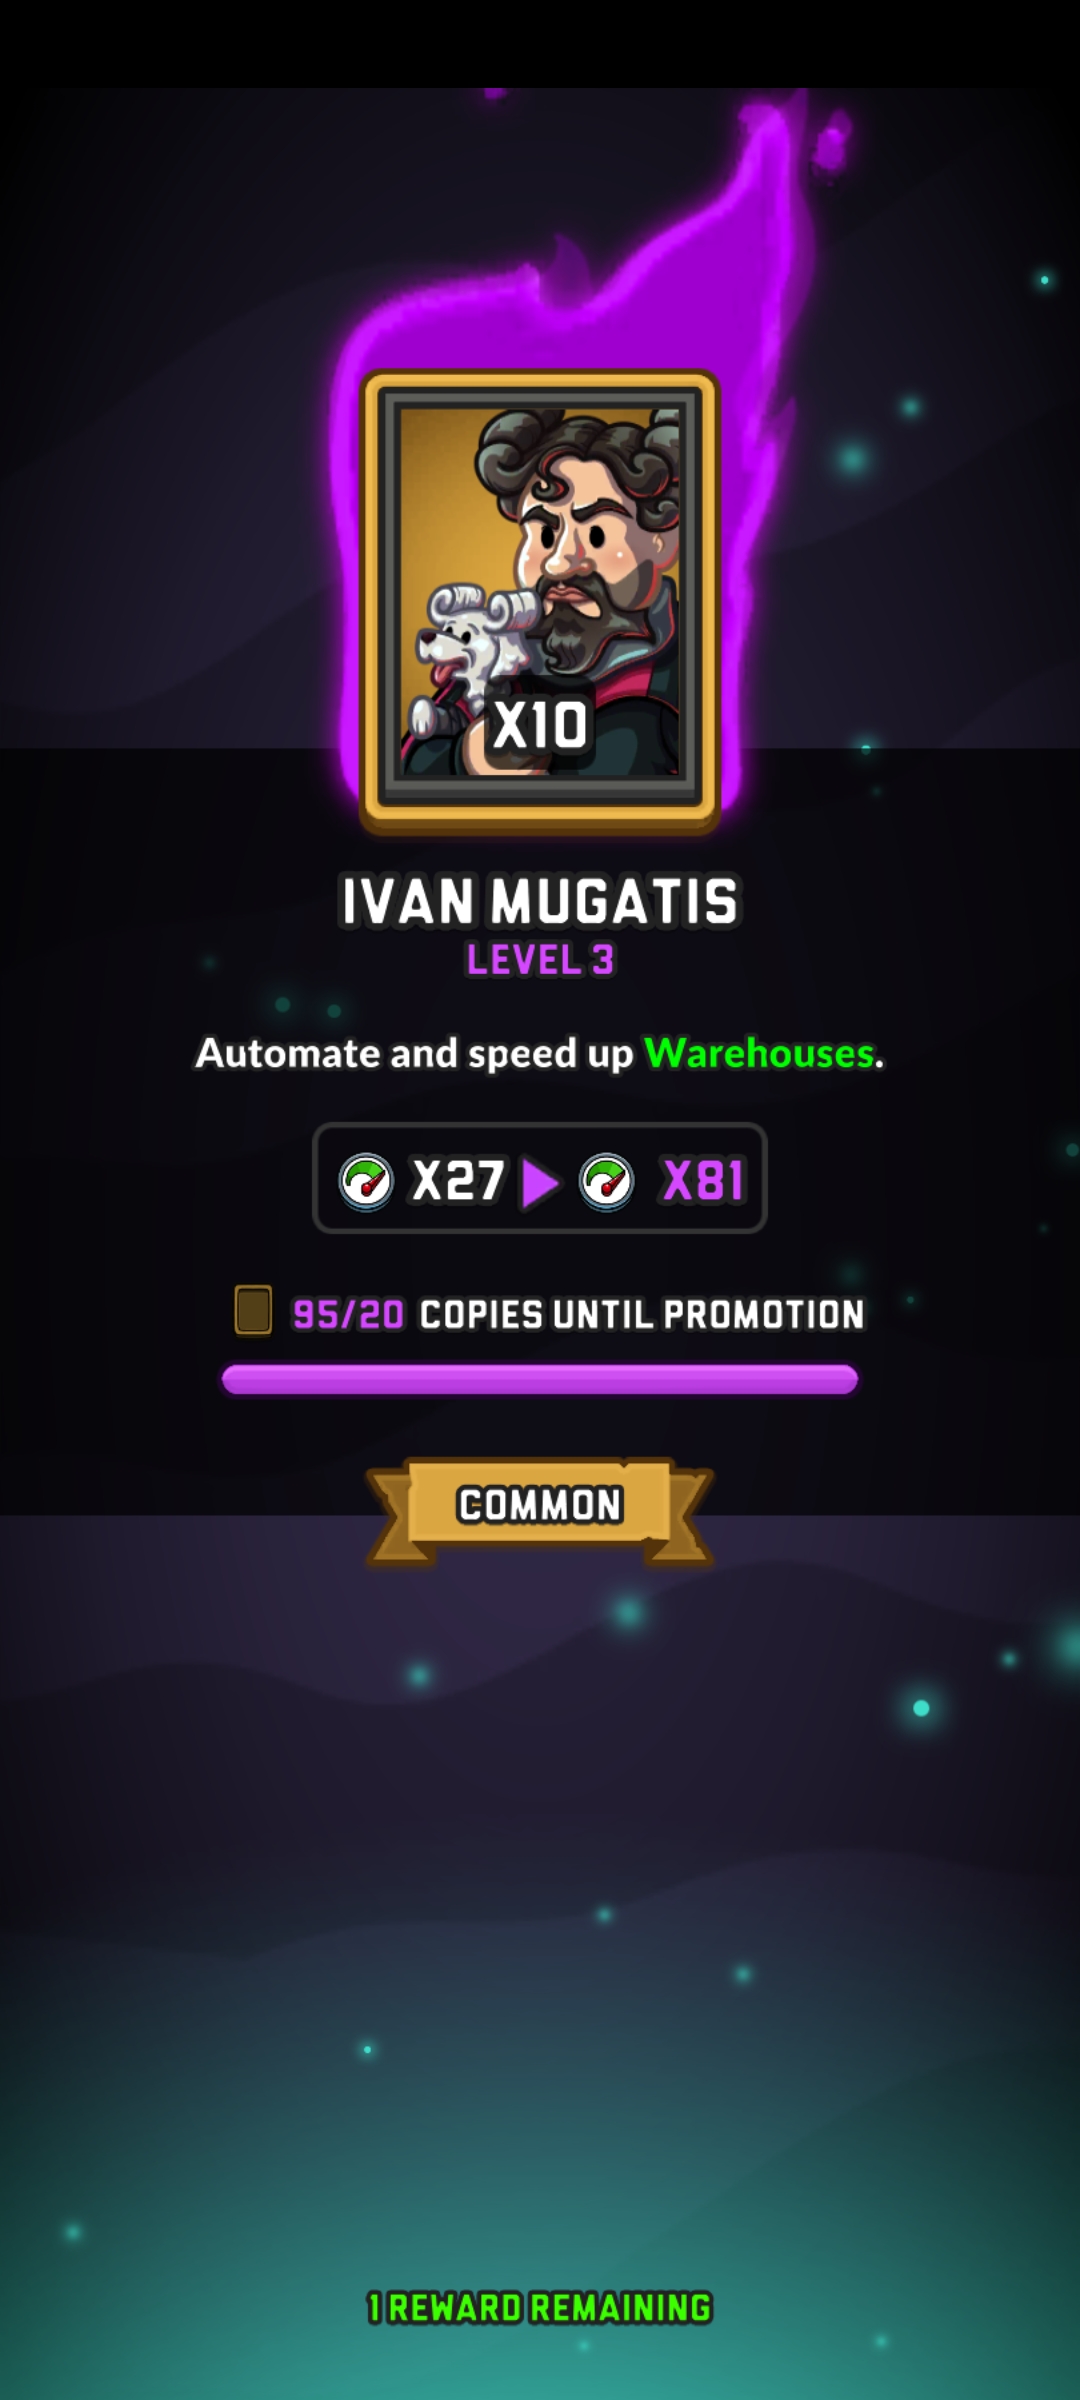 X10
IVAN MUGATIS
LEVEL 3
Automate and speed up Warehouses.
X27 X81
95/20 COPIES UNTIL PROMOTION
COMMON
1 REWARD REMAINING